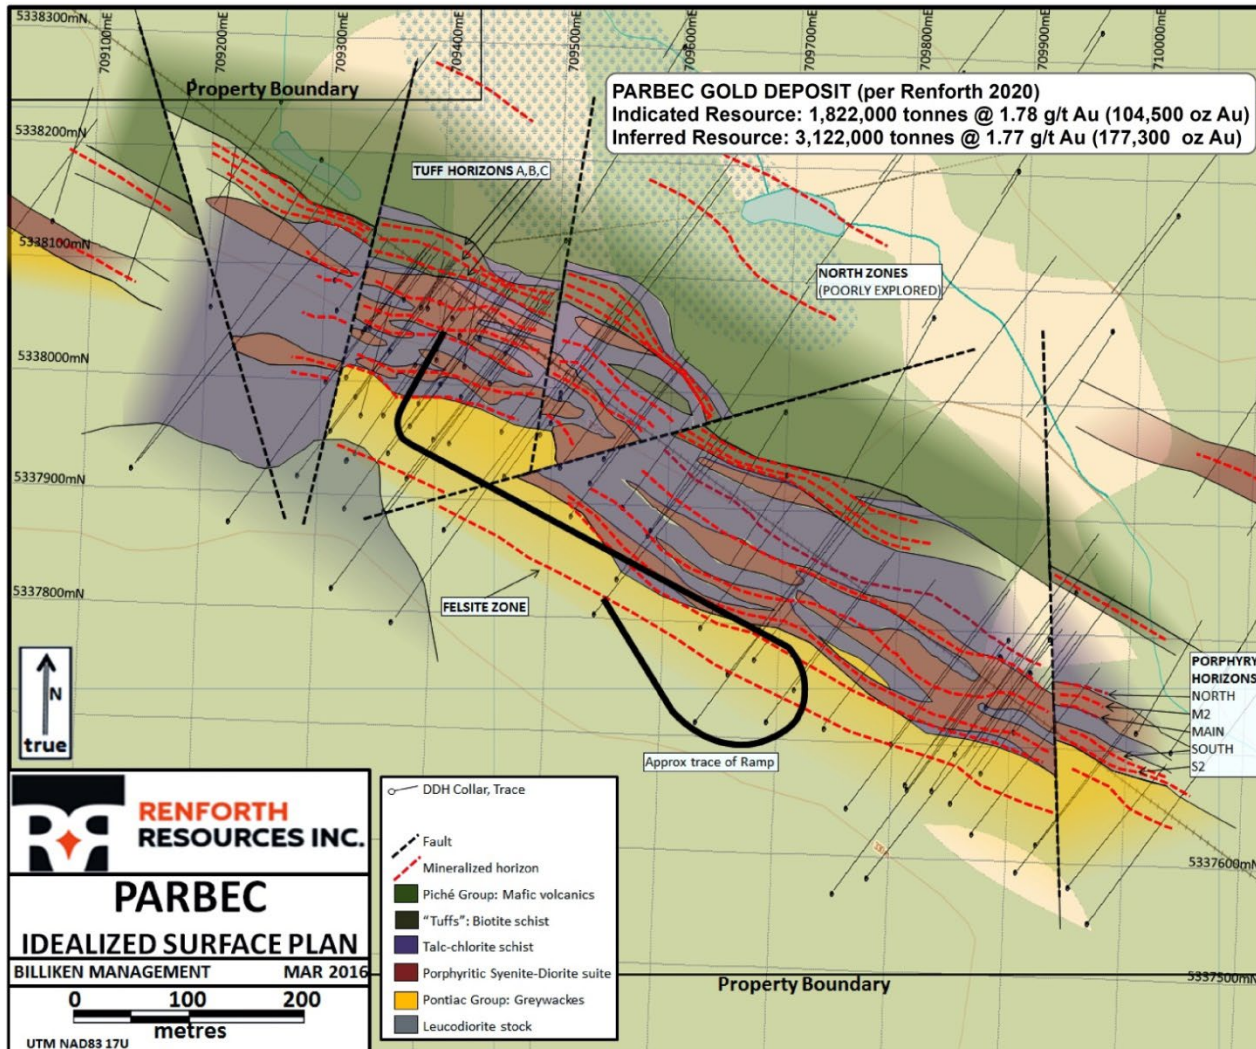 5338300mN
709100mE
709200mE
709300mE
709400mE
709500mE
709600mE
709700mE
709800mE
709900mE
710000mE
Property Boundary
PARBEC GOLD DEPOSIT (per Renforth 2020)
Indicated Resource: 1,822,000 tonnes @ 1.78 g/t Au (104,500 oz Au)
Inferred Resource: 3,122,000 tonnes @ 1.77 g/t Au (177,300 oz Au)
5338200mN
TUFF HORIZONS A,B,C
5338100mN
NORTH ZONES
(POORLY EXPLORED)
5338000mN
5337900mN
5337800mN
FELSITE ZONE
N
true
PORPHYRY
HORIZONS
NORTH
M2
MAIN
SOUTH
S2
Approx trace of Ramp
5337600mN
5337500mN
Property Boundary
RENFORTH
RESOURCES INC.
PARBEC
IDEALIZED SURFACE PLAN
BILLIKEN MANAGEMENT MAR 2016
0 100 200
metres
UTM NAD83 17U
DDH Collar, Trace
Fault
Mineralized horizon
Piché Group: Mafic volcanics
“Tuffs”: Biotite schist
Talc-chlorite schist
Porphyritic Syenite-Diorite suite
Pontiac Group: Greywackes
Leucodiorite stock